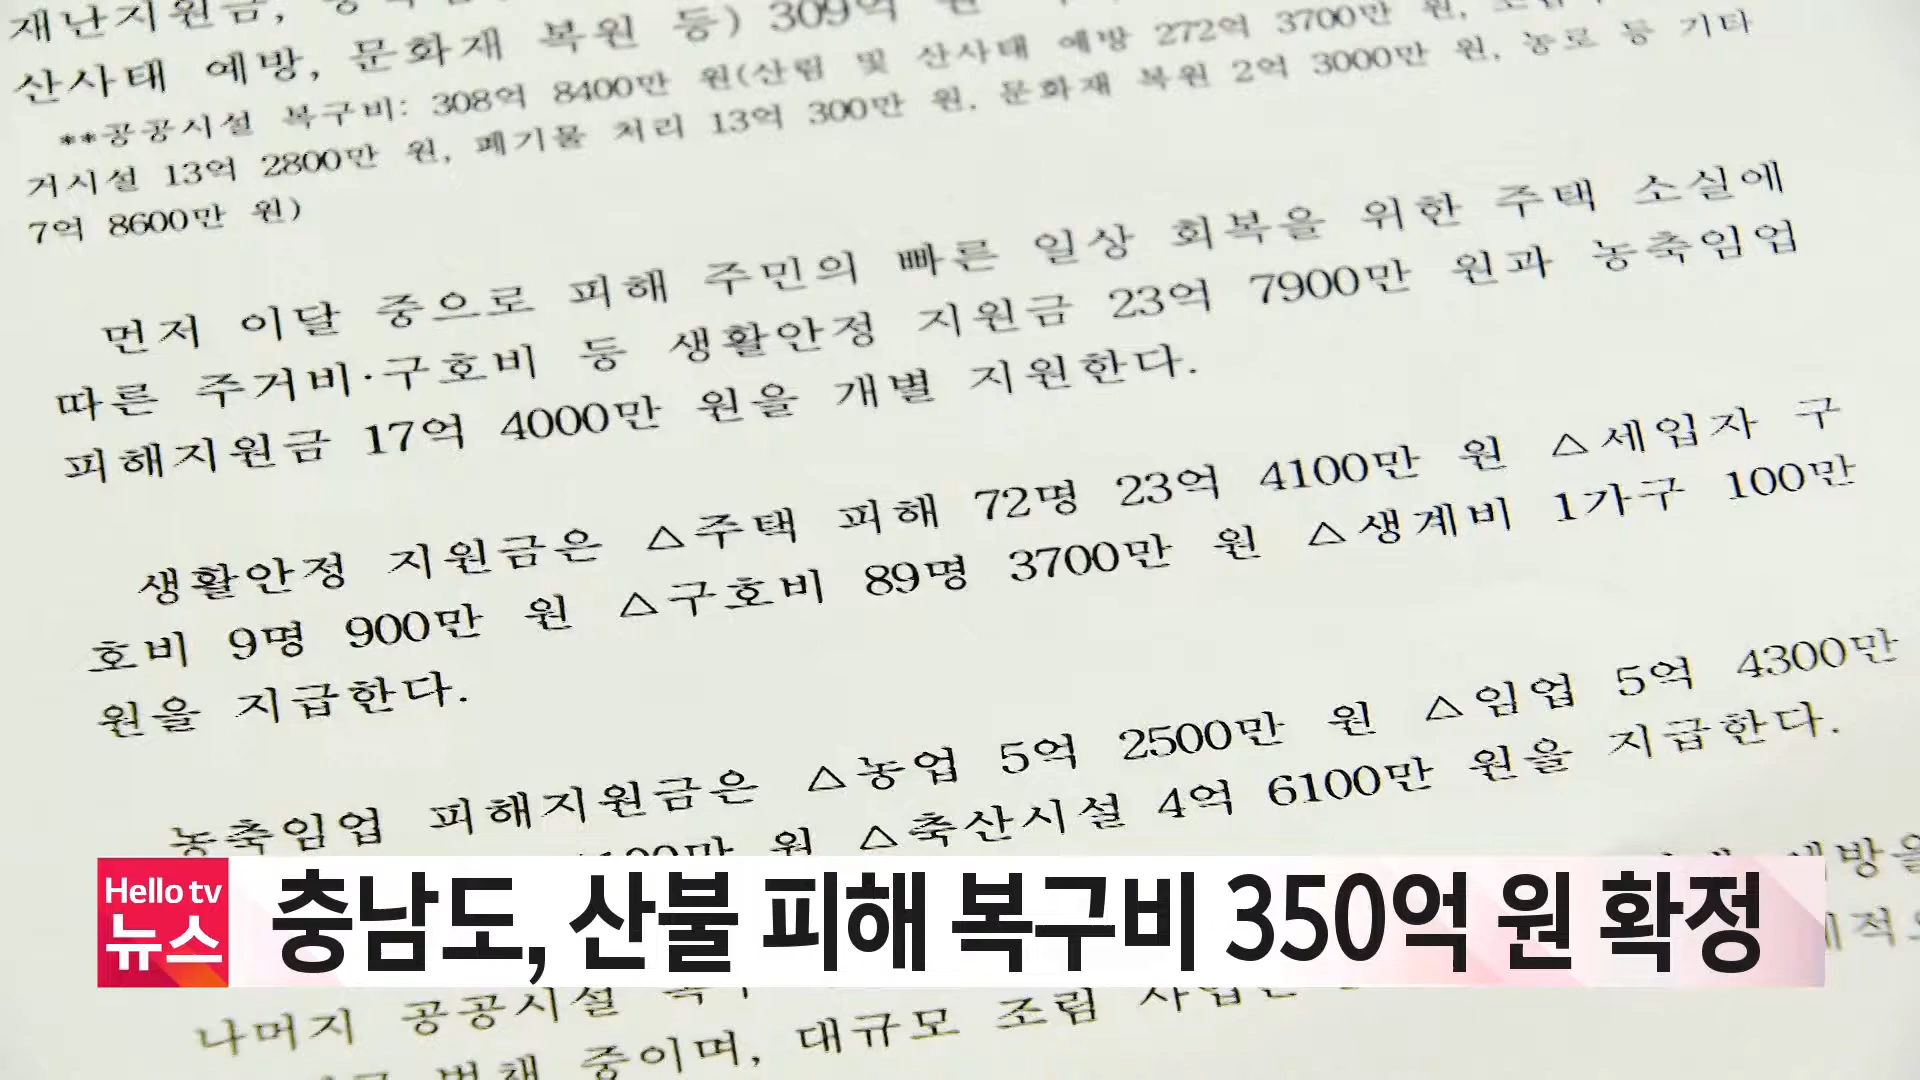 재난지원금,
산사태 예방, 문화재 복원 등) 309억
**공공시설 복구비: 308억 8400만 원(산림 및 산사태 예방 272억 3700만 원,
거시설 13억 2800만 원, 폐기물 처리 13억 300만 원, 문화재 복원 2억 3000만 원, 농로 등 기타
7억 8600만 원)
먼저 이달 중으로 피해 주민의 빠른 일상 회복을 위한 주택 소실에
따른 주거비·구호비 등 생활안정 지원금 23억 7900만 원과 농축임업
피해지원금 17억 4000만 원을 개별 지원한다.
생활안정 지원금은 △주택 피해 72명 23억 4100만 원 △세입자 구
호비 9명 900만 원 △구호비 89명 3700만 원 △생계비 1가구 100만
원을 지급한다.
농축임업 피해지원금은 △농업 5억 2500만 원 △임업 5억 4300만
원 △축산시설 4억 6100만 원을 지급한다.
Hello tv
뉴스
충남도, 산불 피해 복구비 350억 원 확정
나머지 공공시설
중이며, 대규모 조림